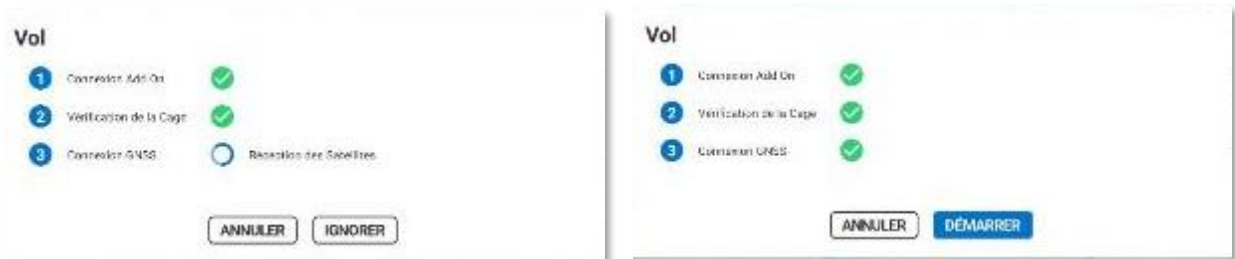 Vol
1 Connexion Add On
2 Vérification de la Cage
3 Connexion GNSS Réception des Satellites
ANNULER IGNORER
Vol
1 Connexion Add On
2 Vérification de la Cage
3 Connexion GNSS
ANNULER DÉMARRER